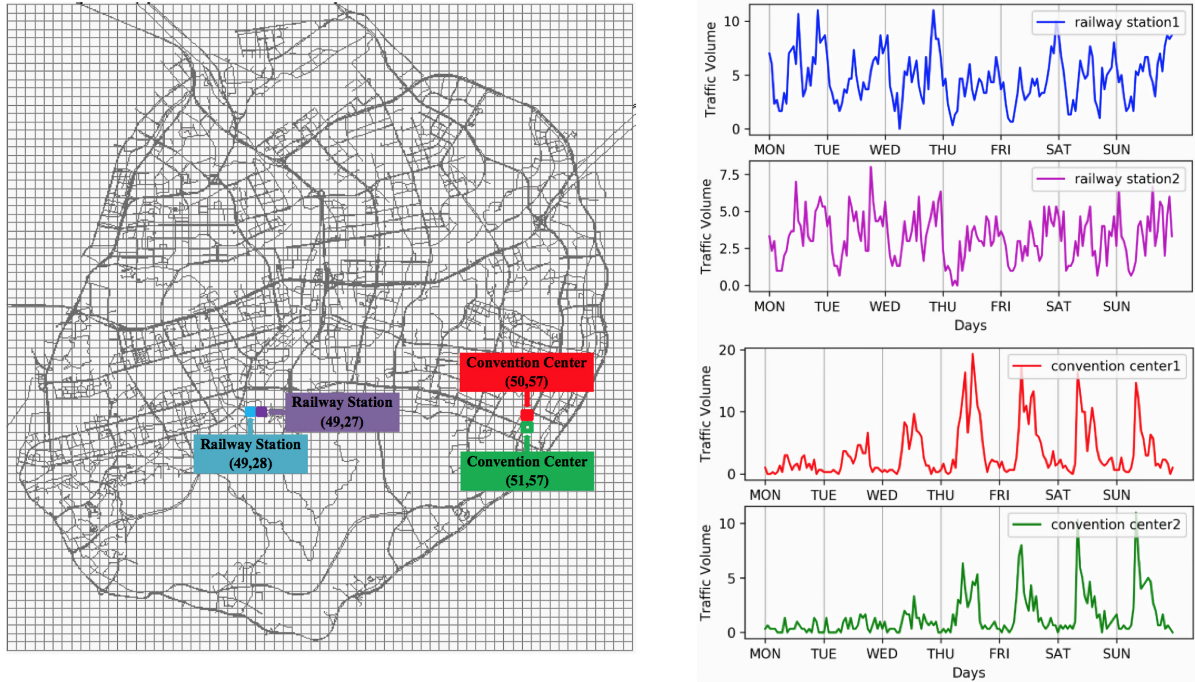 Convention Center
(50,57)
Railway Station
(49,27)
Railway Station
(49,28)
Convention Center
(51,57)
Traffic Volume
10
5
0
railway station1
MON TUE WED THU FRI SAT SUN
Traffic Volume
7.5
5.0
2.5
0.0
railway station2
MON TUE WED THU FRI SAT SUN
Days
Traffic Volume
20
10
0
convention center1
MON TUE WED THU FRI SAT SUN
Traffic Volume
10
5
0
convention center2
MON TUE WED THU FRI SAT SUN
Days